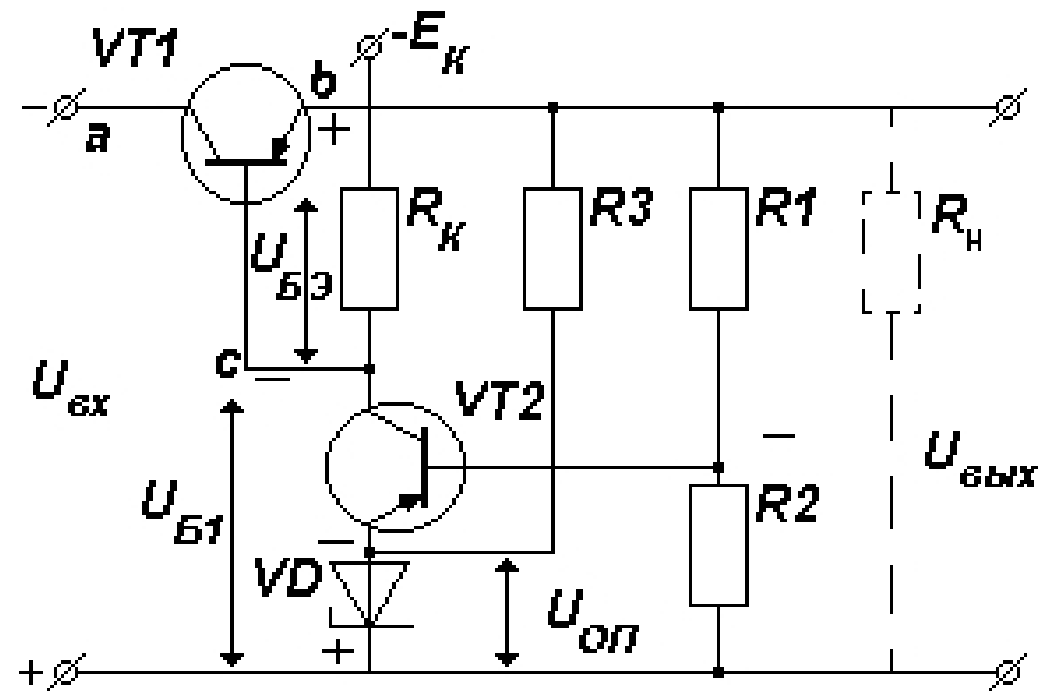 VT1
-Eк
b
a
+
−
Rк
R3
R1
Rн
UБЭ
c
−
Uвх
VT2
−
Uвых
UБ1
R2
−
VD
Uоп
+
+